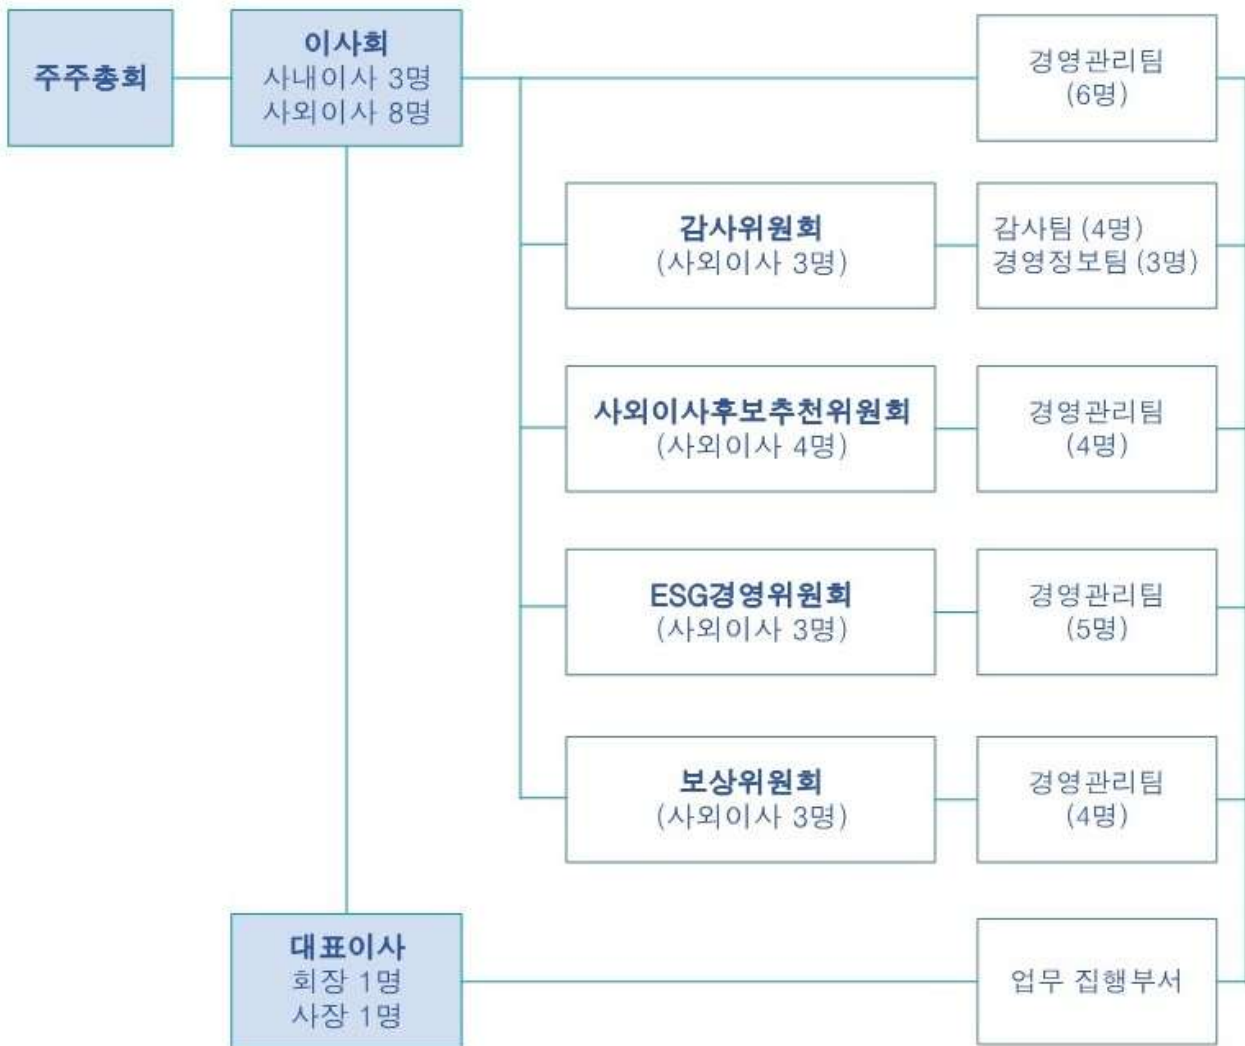 주주총회
이사회
사내이사 3명
사외이사 8명
경영관리팀
(6명)
감사위원회
(사외이사 3명)
감사팀 (4명)
경영정보팀 (3명)
사외이사후보추천위원회
(사외이사 4명)
경영관리팀
(4명)
ESG경영위원회
(사외이사 3명)
경영관리팀
(5명)
보상위원회
(사외이사 3명)
경영관리팀
(4명)
대표이사
회장 1명
사장 1명
업무 집행부서